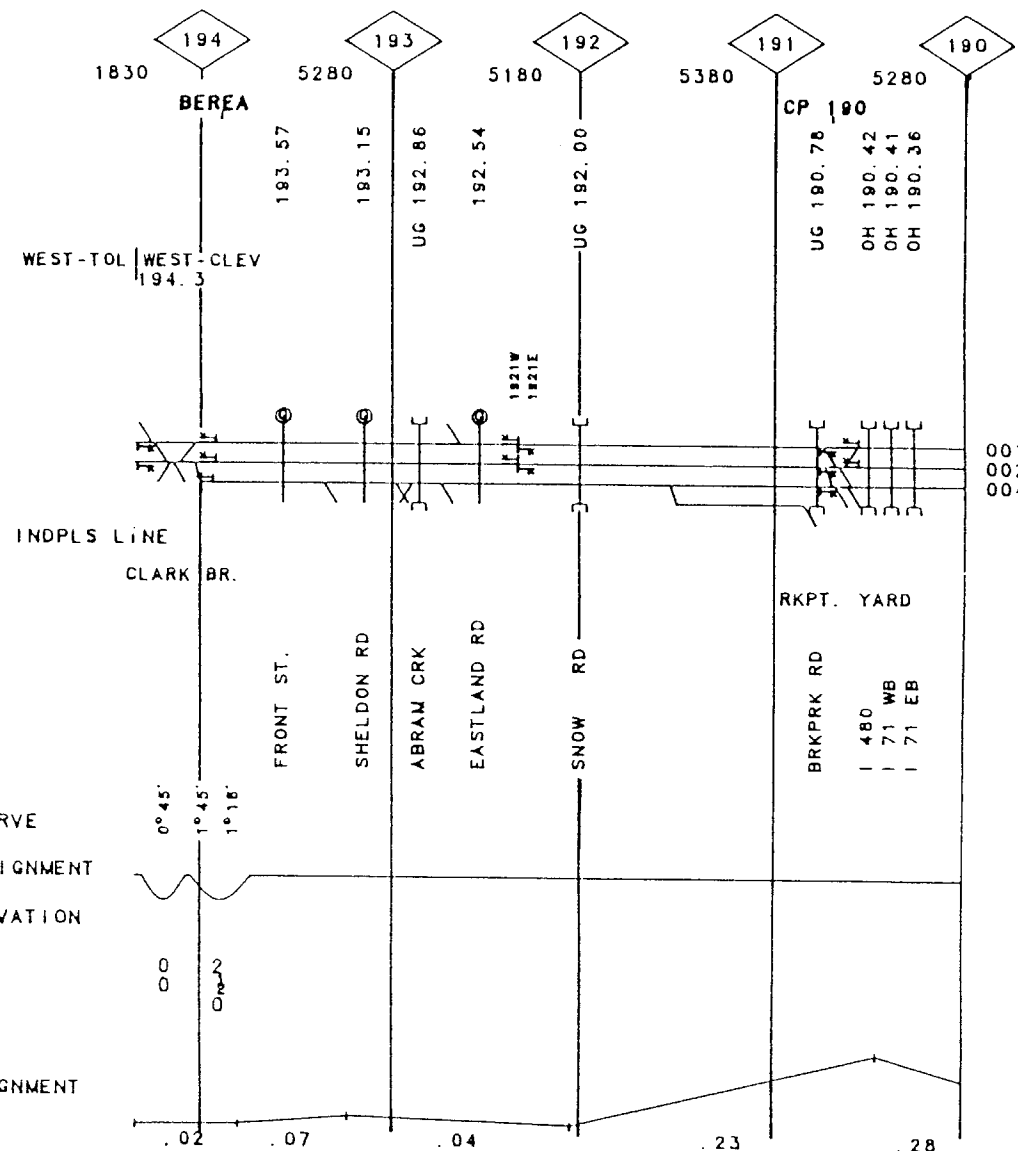 194 193 192 191 190
1830 5280 5180 5380 5280
BEREA
CP 190
193.57
193.15
UG 192.86
192.54
UG 192.00
UG 190.78
OH 190.42
OH 190.41
OH 190.36
WEST-TOL WEST-CLEV
194.3
1921W
1921E
001
002
004
INDPLS LINE
CLARK BR.
RKPT. YARD
FRONT ST.
SHELDON RD
ABRAM CRK
EASTLAND RD
SNOW RD
BRKPRK RD
I 480
I 71 WB
I 71 EB
0°45'
1°45'
1°18'
RVE
IGNMENT
VATION
0 2
0
0
GNMENT
.02 .07 .04 .23 .28